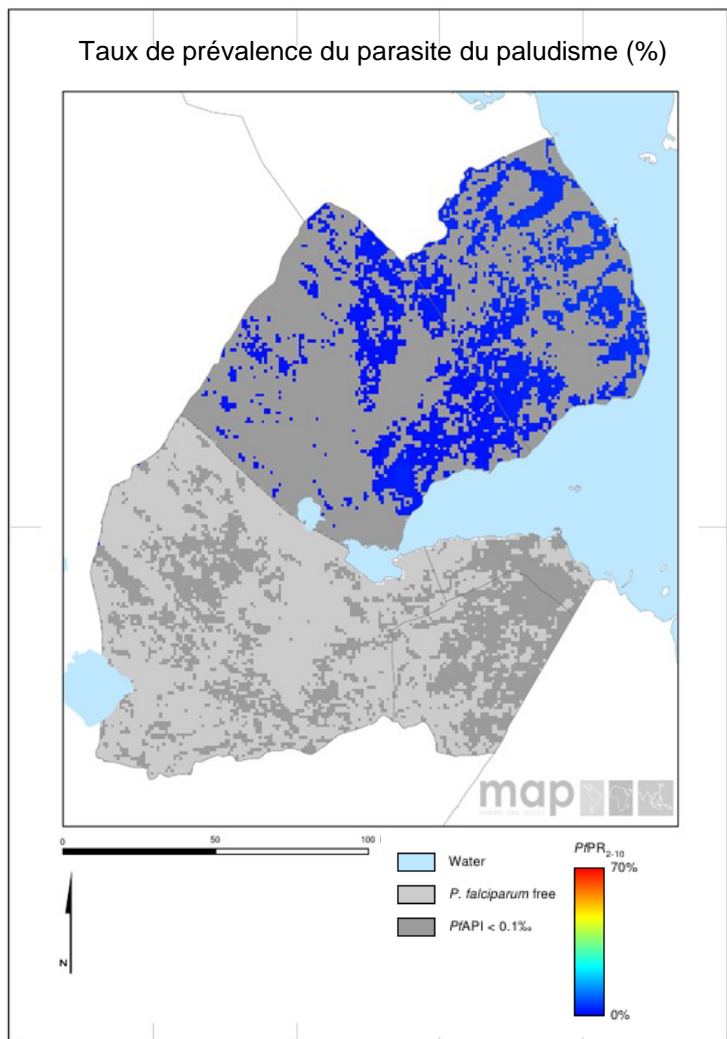 Taux de prévalence du parasite du paludisme (%)
map
0 50 100
Water
P. falciparum free
PfAPI < 0.1‰
PfPR2-10
70%
0%
N